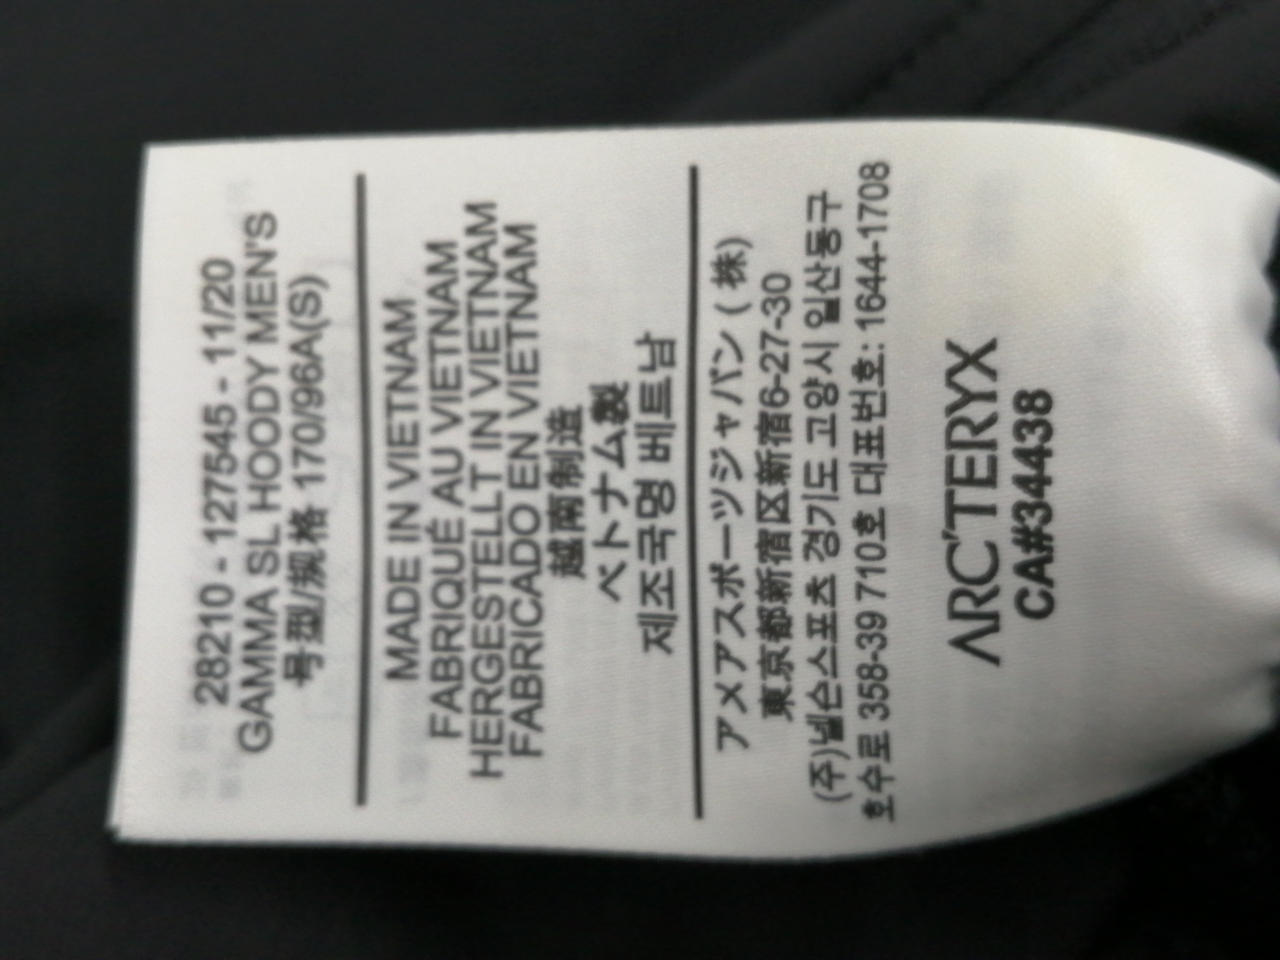 28210 - 127545 - 11/20
GAMMA SL HOODY MEN'S
号型/规格 170/96A(S)
MADE IN VIETNAM
FABRIQUÉ AU VIETNAM
HERGESTELLT IN VIETNAM
FABRICADO EN VIETNAM
越南制造
ベトナム製
제조국명 베트남
アメアスポーツジャパン (株)
東京都新宿区新宿6-27-30
(주)넬슨스포츠 경기도 고양시 일산동구
호수로 358-39 710호 대표번호: 1644-1708
ARC'TERYX
CA#34438